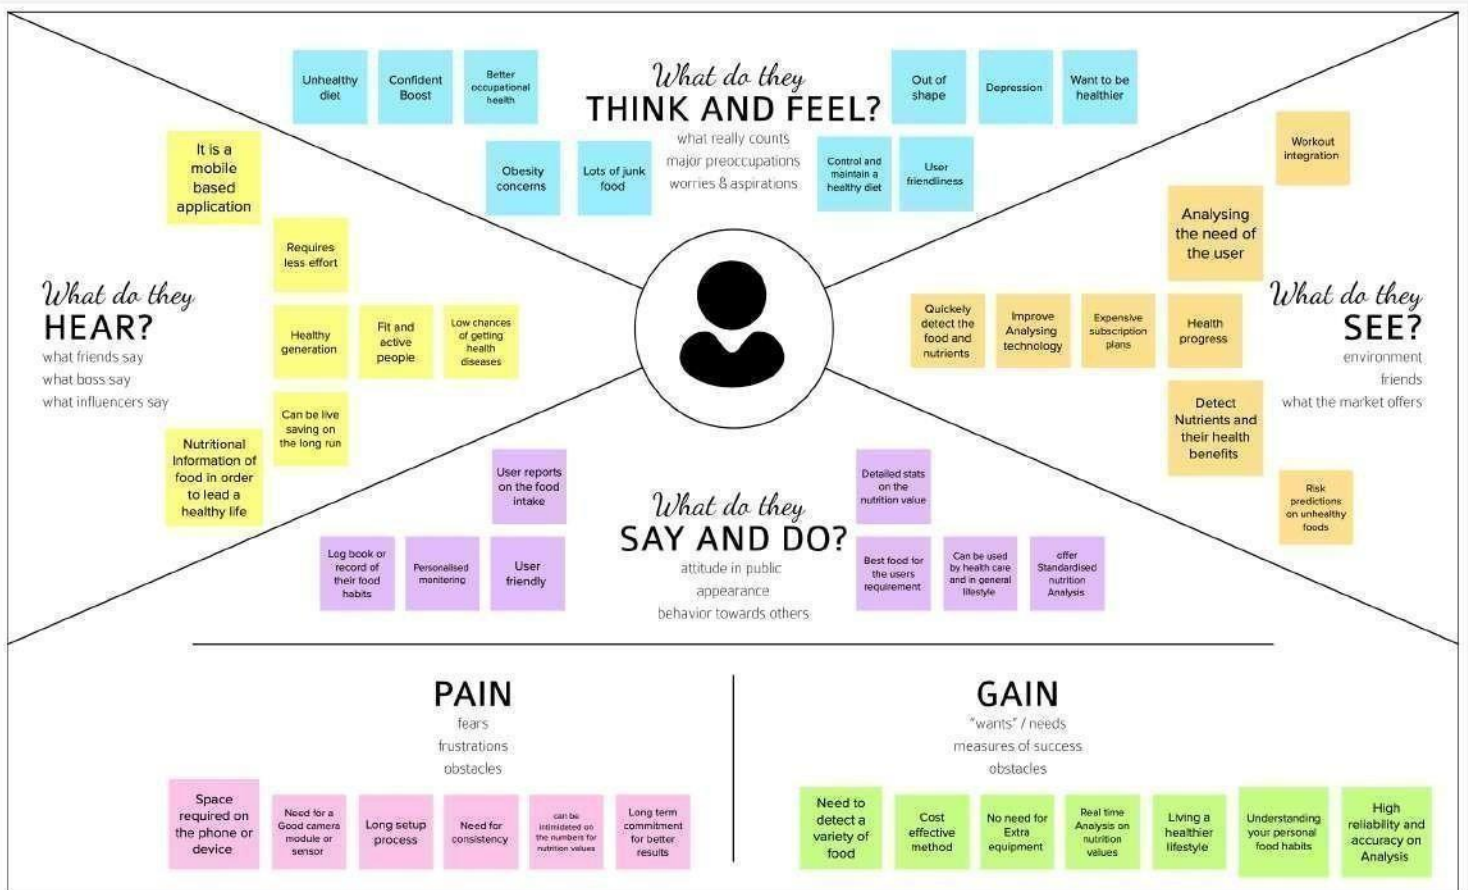 Unhealthy
diet
Confident
Boost
Better
occupational
health
Obesity
concerns
Lots of junk
food
What do they
THINK AND FEEL?
what really counts
major preoccupations
worries & aspirations
Out of
shape
Depression
Want to be
healthier
Control and
maintain a
healthy diet
User
friendliness
It is a
mobile
based
application
Requires
less effort
What do they
HEAR?
what friends say
what boss say
what influencers say
Healthy
generation
Fit and
active
people
Low chances
of getting
health
diseases
Can be live
saving on
the long run
Nutritional
Information of
food in order
to lead a
healthy life
Workout
integration
Analysing
the need of
the user
Quickely
detect the
food and
nutrients
Improve
Analysing
technology
Expensive
subscription
plans
Health
progress
What do they
SEE?
environment
friends
what the market offers
Detect
Nutrients and
their health
benefits
Risk
predictions
on unhealthy
foods
User reports
on the food
intake
Log book or
record of
their food
habits
Personalised
monitering
User
friendly
What do they
SAY AND DO?
attitude in public
appearance
behavior towards others
Detailed stats
on the
nutrition value
Best food for
the users
requirement
Can be used
by health care
and in general
lifestyle
offer
Standardised
nutrition
Analysis
PAIN
fears
frustrations
obstacles
Space
required on
the phone or
device
Need for a
Good camera
module or
sensor
Long setup
process
Need for
consistency
can be
intimidated on
the numbers for
nutrition values
Long term
commitment
for better
results
GAIN
"wants" / needs
measures of success
obstacles
Need to
detect a
variety of
food
Cost
effective
method
No need for
Extra
equipment
Real time
Analysis on
nutrition
values
Living a
healthier
lifestyle
Understanding
your personal
food habits
High
reliability and
accuracy on
Analysis